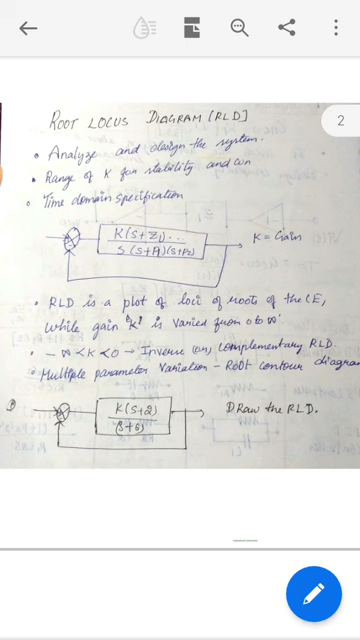 2
ROOT LOCUS DIAGRAM [RLD]
• Analyze and design the system.
• Range of K for stability and ωn
• Time domain specification
K(S+Z1)...
S(S+P1)(S+P2)
K = Gain
• RLD is a plot of loci of roots of the CE,
while gain 'K' is varied from 0 to ∞.
• -∞ < K < 0 → Inverse (or) complementary RLD.
• Multiple parameter variation - Root contour diagram
K(S+2)
DRaw the RLD.